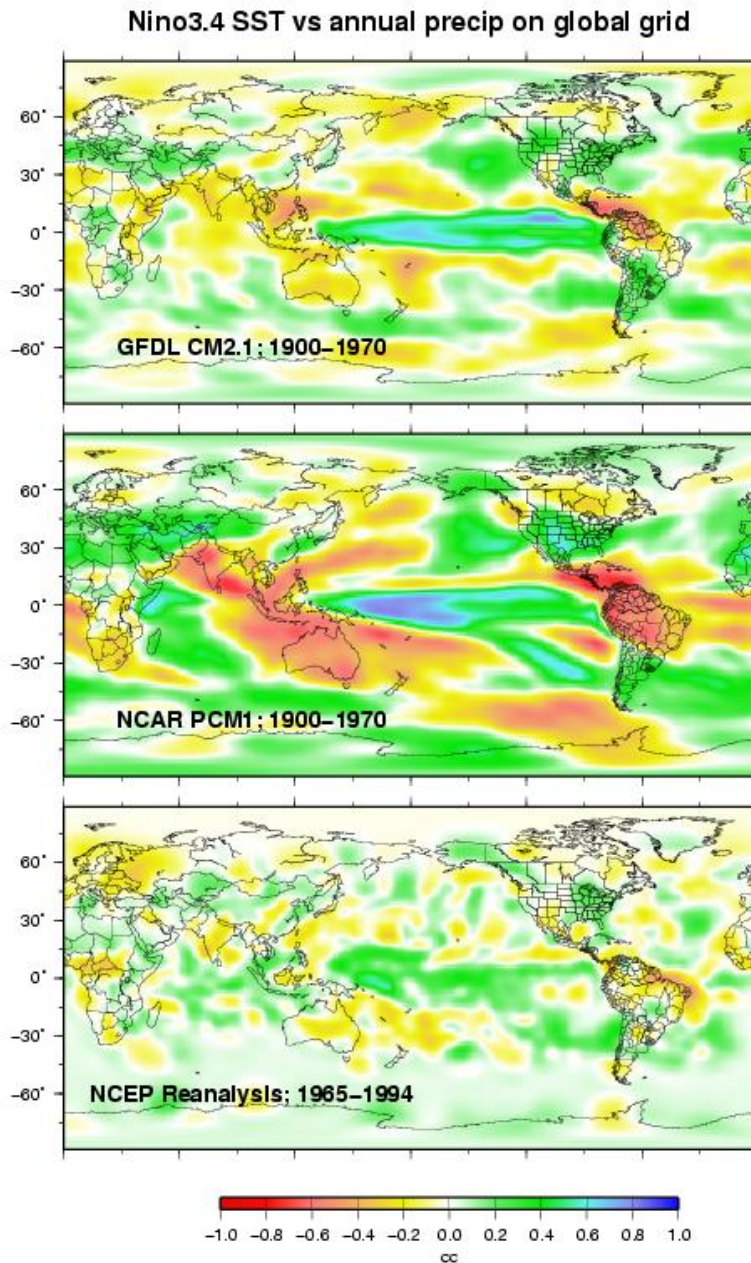 Nino3.4 SST vs annual precip on global grid
60°
30°
0°
−30°
−60°
GFDL CM2.1; 1900−1970
60°
30°
0°
−30°
−60°
NCAR PCM1; 1900−1970
60°
30°
0°
−30°
−60°
NCEP Reanalysis; 1965−1994
−1.0 −0.8 −0.6 −0.4 −0.2 0.0 0.2 0.4 0.6 0.8 1.0
cc